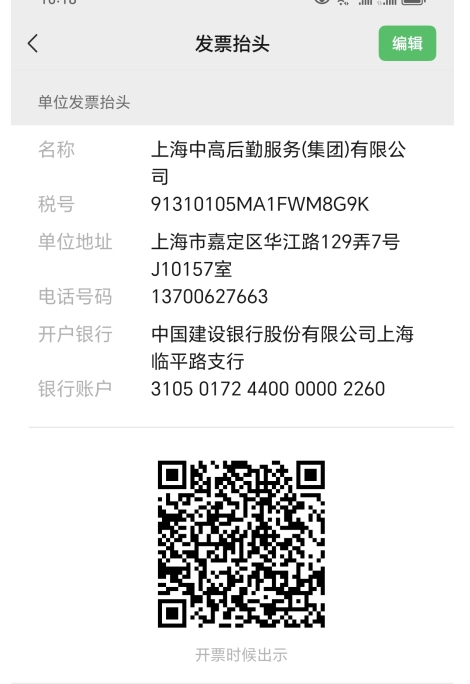 发票抬头
编辑
单位发票抬头
名称 上海中高后勤服务(集团)有限公
司
税号 91310105MA1FWM8G9K
单位地址 上海市嘉定区华江路129弄7号
J10157室
电话号码 13700627663
开户银行 中国建设银行股份有限公司上海
临平路支行
银行账户 3105 0172 4400 0000 2260
开票时候出示